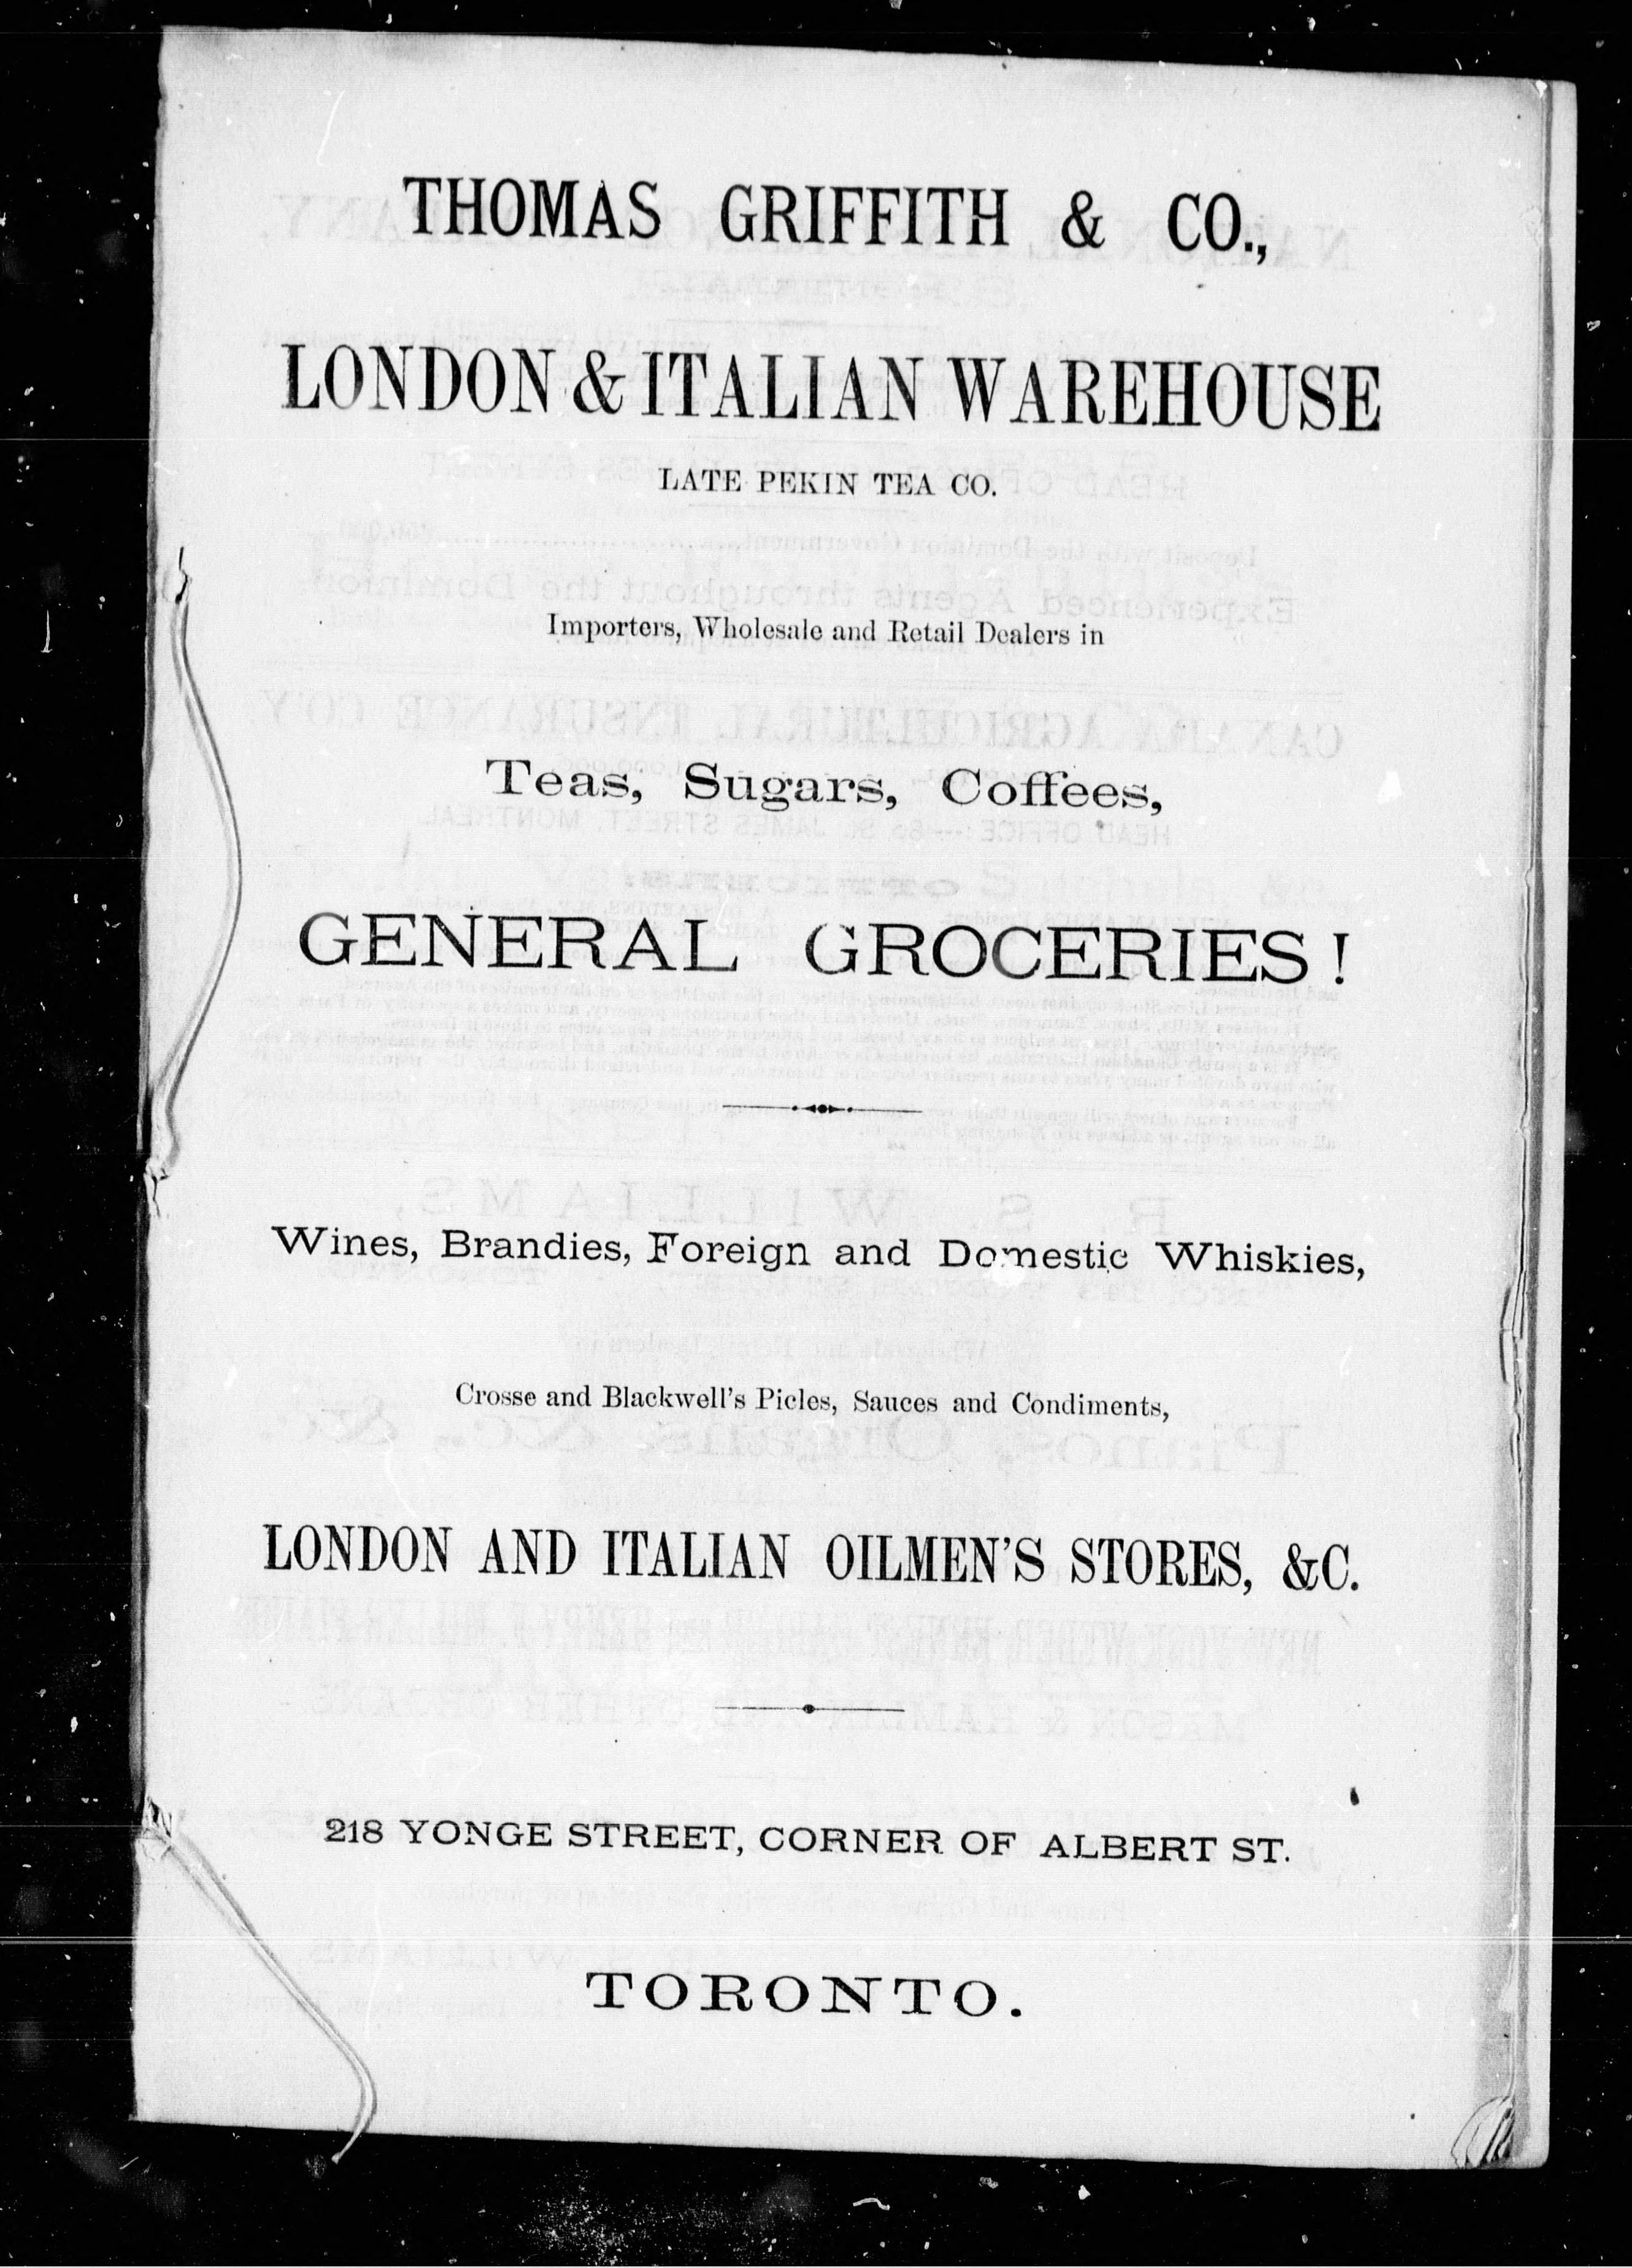 THOMAS GRIFFITH & CO.,
LONDON & ITALIAN WAREHOUSE
LATE PEKIN TEA CO.
Importers, Wholesale and Retail Dealers in
Teas, Sugars, Coffees,
GENERAL GROCERIES!
Wines, Brandies, Foreign and Domestic Whiskies,
Crosse and Blackwell's Picles, Sauces and Condiments,
LONDON AND ITALIAN OILMEN'S STORES, &C.
218 YONGE STREET, CORNER OF ALBERT ST.
TORONTO.